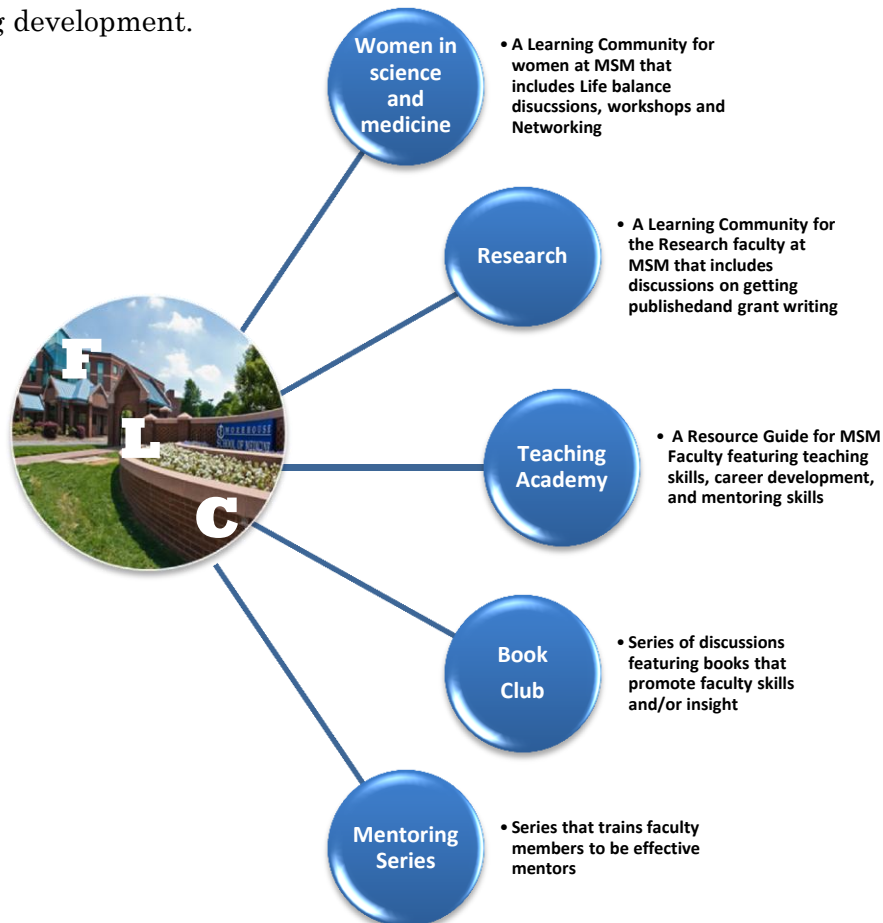 g development.
Women in
science
and
medicine
• A Learning Community for
women at MSM that
includes Life balance
disucssions, workshops and
Networking
Research
• A Learning Community for
the Research faculty at
MSM that includes
discussions on getting
publishedand grant writing
F
L
C
MOREHOUSE
SCHOOL OF MEDICINE
Teaching
Academy
• A Resource Guide for MSM
Faculty featuring teaching
skills, career development,
and mentoring skills
Book
Club
• Series of discussions
featuring books that
promote faculty skills
and/or insight
Mentoring
Series
• Series that trains faculty
members to be effective
mentors